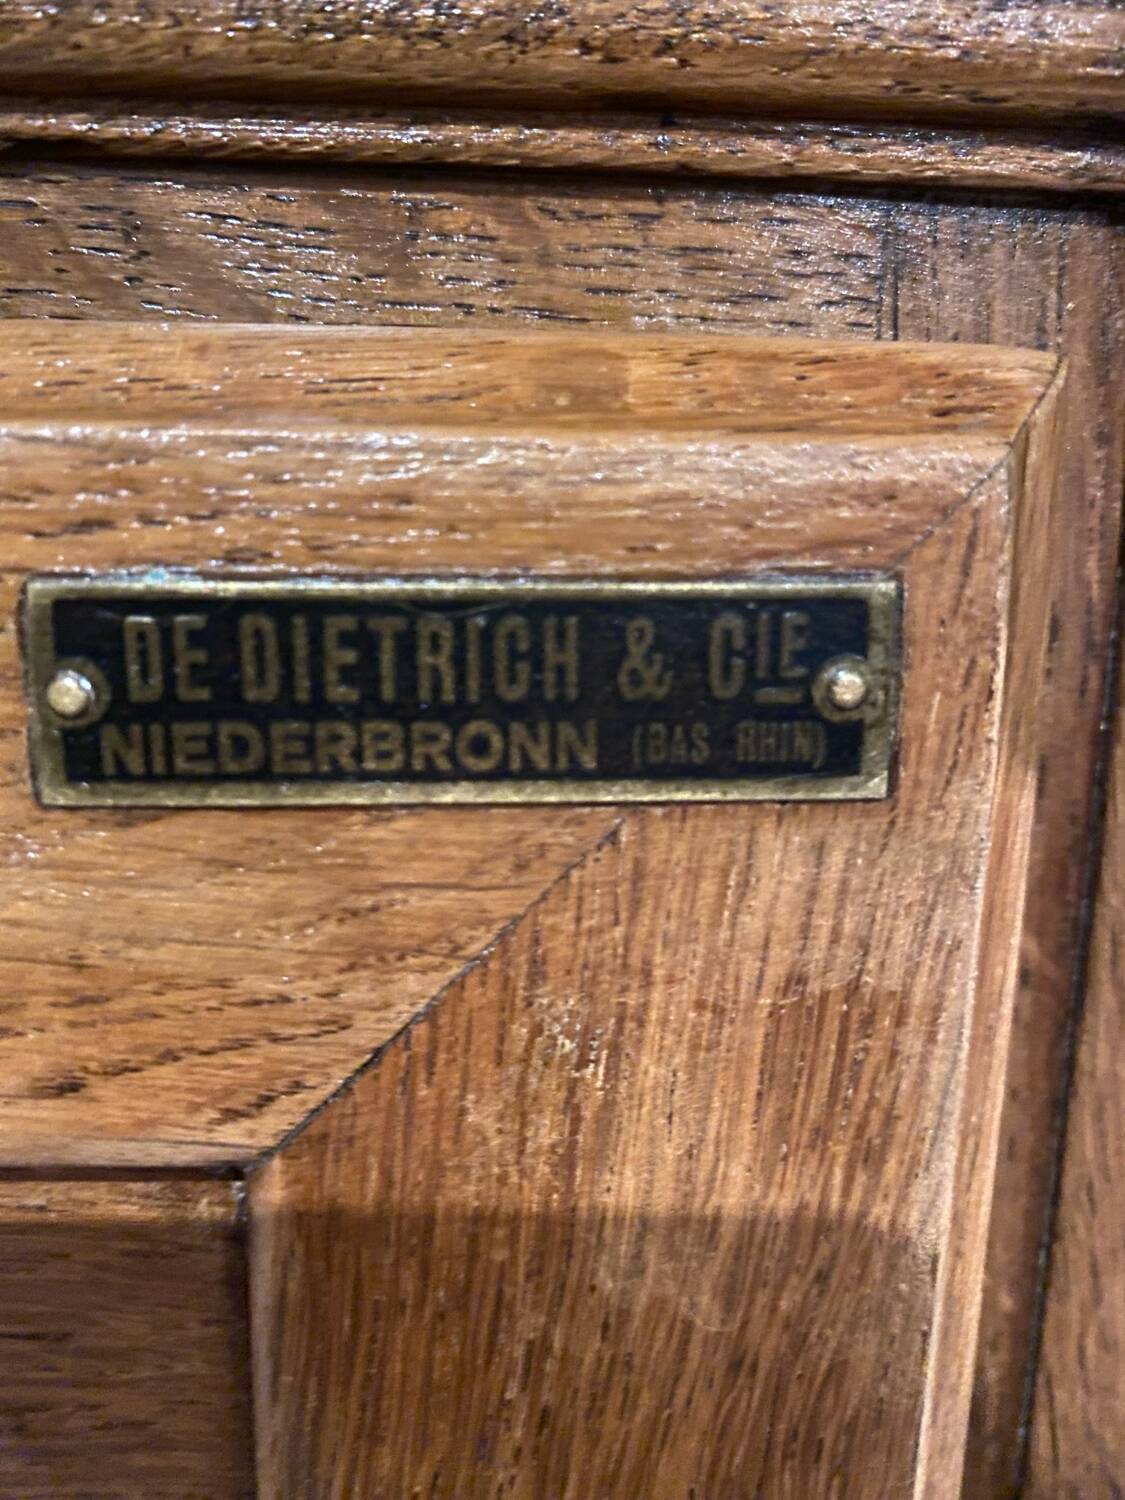 DE DIETRICH & CIE
NIEDERBRONN (BAS RHIN)